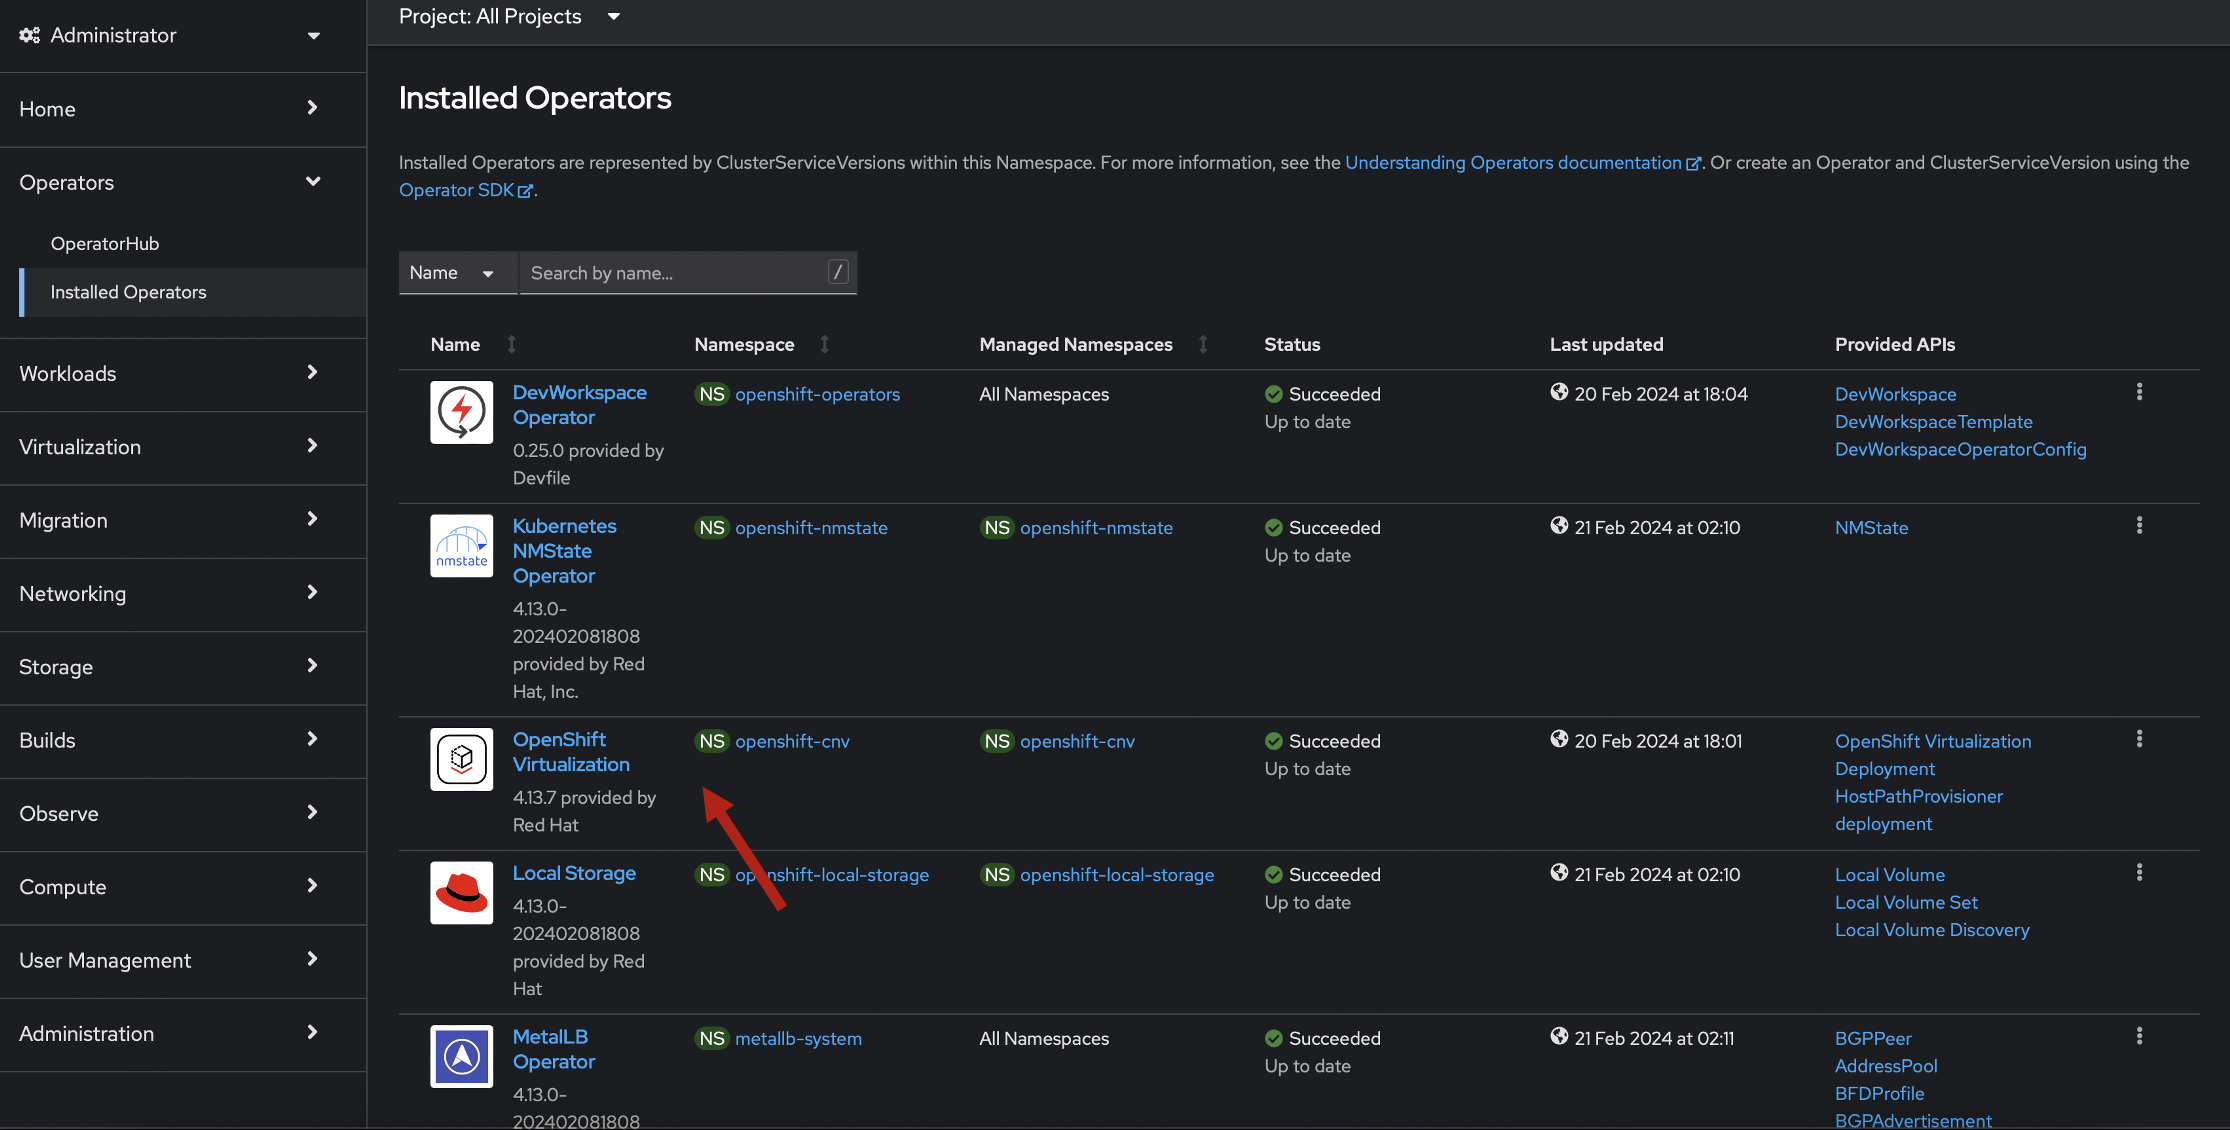 Administrator
Project: All Projects
Home
Operators
OperatorHub
Installed Operators
Workloads
Virtualization
Migration
Networking
Storage
Builds
Observe
Compute
User Management
Administration
Installed Operators
Installed Operators are represented by ClusterServiceVersions within this Namespace. For more information, see the Understanding Operators documentation. Or create an Operator and ClusterServiceVersion using the
Operator SDK.
Name
Search by name...
/
Name
Namespace
Managed Namespaces
Status
Last updated
Provided APIs
DevWorkspace
Operator
0.25.0 provided by
Devfile
NS openshift-operators
All Namespaces
Succeeded
Up to date
20 Feb 2024 at 18:04
DevWorkspace
DevWorkspaceTemplate
DevWorkspaceOperatorConfig
nmstate
Kubernetes
NMState
Operator
4.13.0-
202402081808
provided by Red
Hat, Inc.
NS openshift-nmstate
NS openshift-nmstate
Succeeded
Up to date
21 Feb 2024 at 02:10
NMState
OpenShift
Virtualization
4.13.7 provided by
Red Hat
NS openshift-cnv
NS openshift-cnv
Succeeded
Up to date
20 Feb 2024 at 18:01
OpenShift Virtualization
Deployment
HostPathProvisioner
deployment
Local Storage
4.13.0-
202402081808
provided by Red
Hat
NS openshift-local-storage
NS openshift-local-storage
Succeeded
Up to date
21 Feb 2024 at 02:10
Local Volume
Local Volume Set
Local Volume Discovery
MetalLB
Operator
4.13.0-
202402081808
NS metallb-system
All Namespaces
Succeeded
Up to date
21 Feb 2024 at 02:11
BGPPeer
AddressPool
BFDProfile
BGPAdvertisement